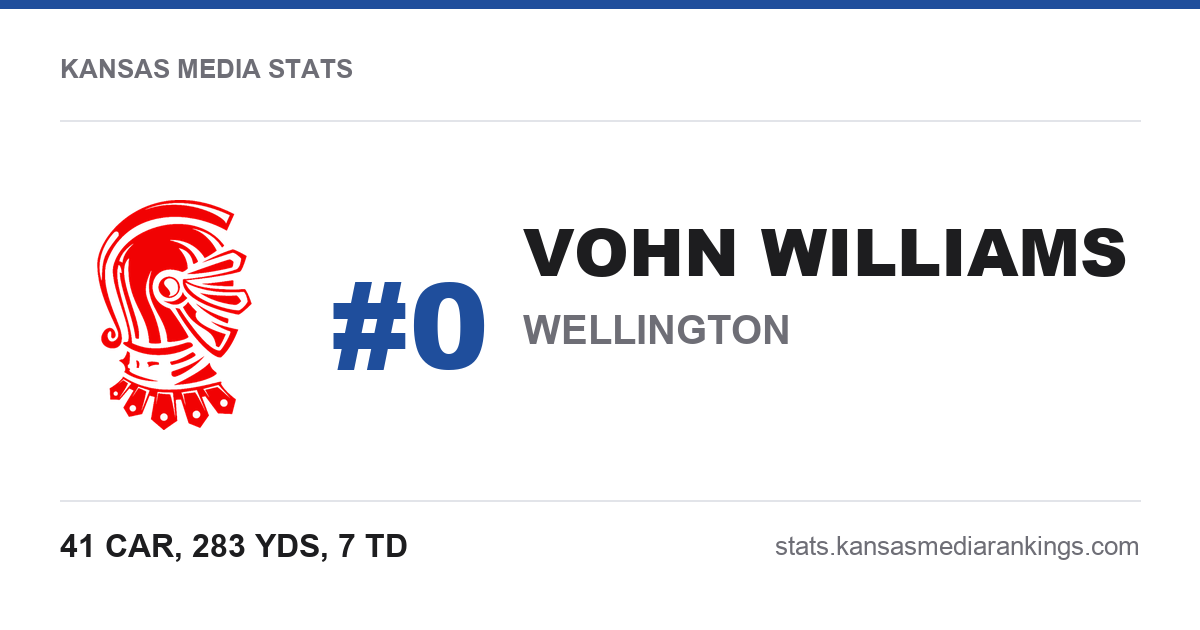 KANSAS MEDIA STATS
#0
VOHN WILLIAMS
WELLINGTON
41 CAR, 283 YDS, 7 TD
stats.kansasmediarankings.com